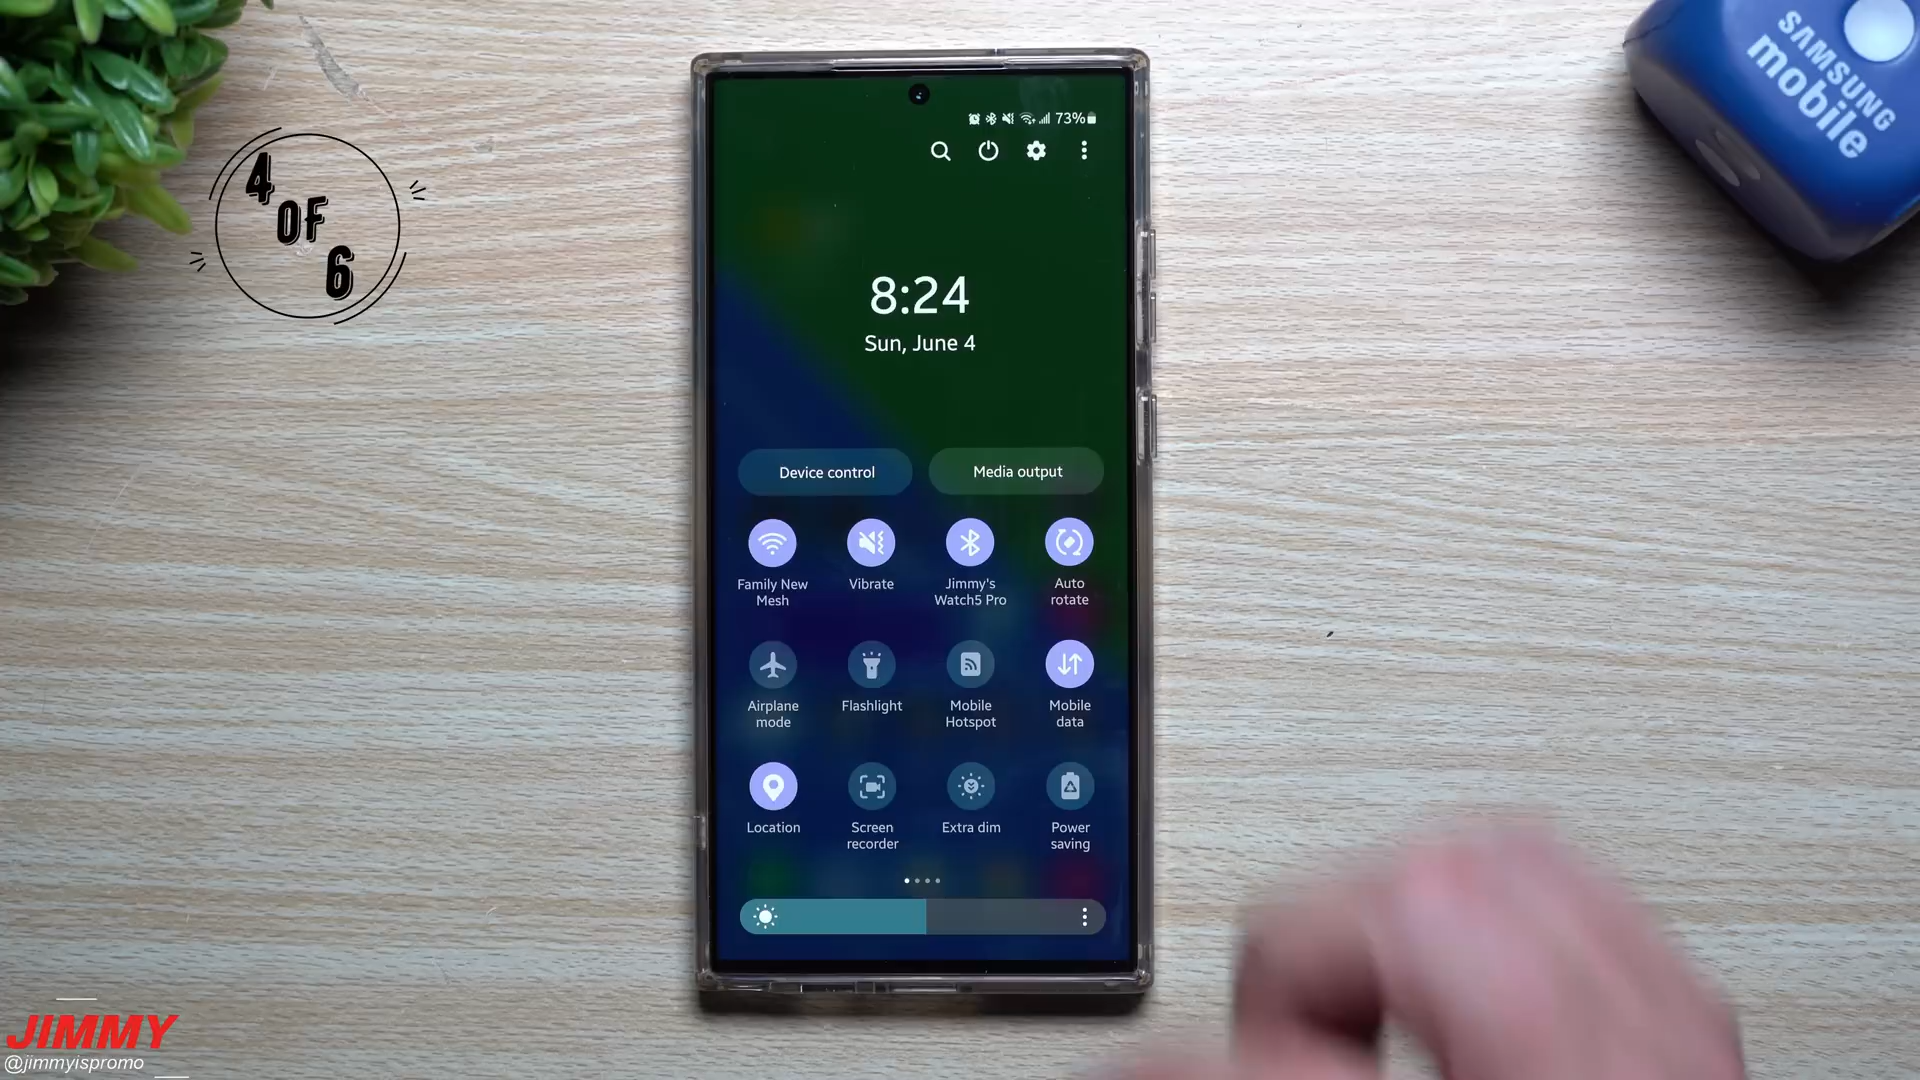 4
OF
6
SAMSUNG
mobile
73%
8:24
Sun, June 4
Device control
Media output
Family New
Mesh
Vibrate
Jimmy's
Watch5 Pro
Auto
rotate
Airplane
mode
Flashlight
Mobile
Hotspot
Mobile
data
Location
Screen
recorder
Extra dim
Power
saving
JIMMY
@jimmyispromo